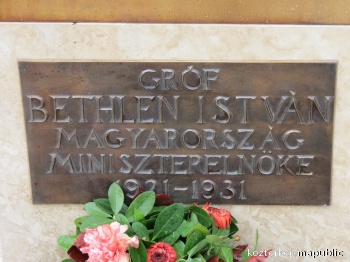 GRÓF
BETHLEN ISTVÁN
MAGYARORSZÁG
MINISZTERELNÖKE
1921-1931